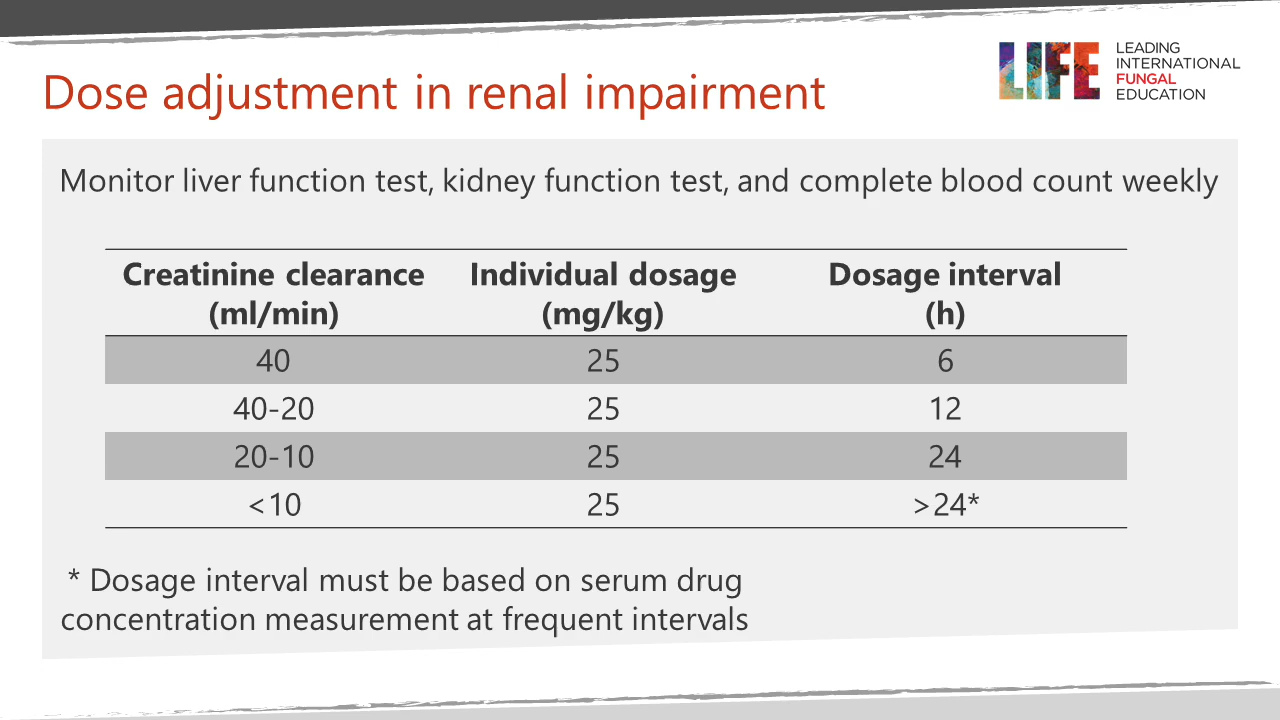 Dose adjustment in renal impairment
LIFE
LEADING
INTERNATIONAL
FUNGAL
EDUCATION
Monitor liver function test, kidney function test, and complete blood count weekly
Creatinine clearance (ml/min) Individual dosage (mg/kg) Dosage interval (h)
40 25 6
40-20 25 12
20-10 25 24
<10 25 >24*
* Dosage interval must be based on serum drug
concentration measurement at frequent intervals